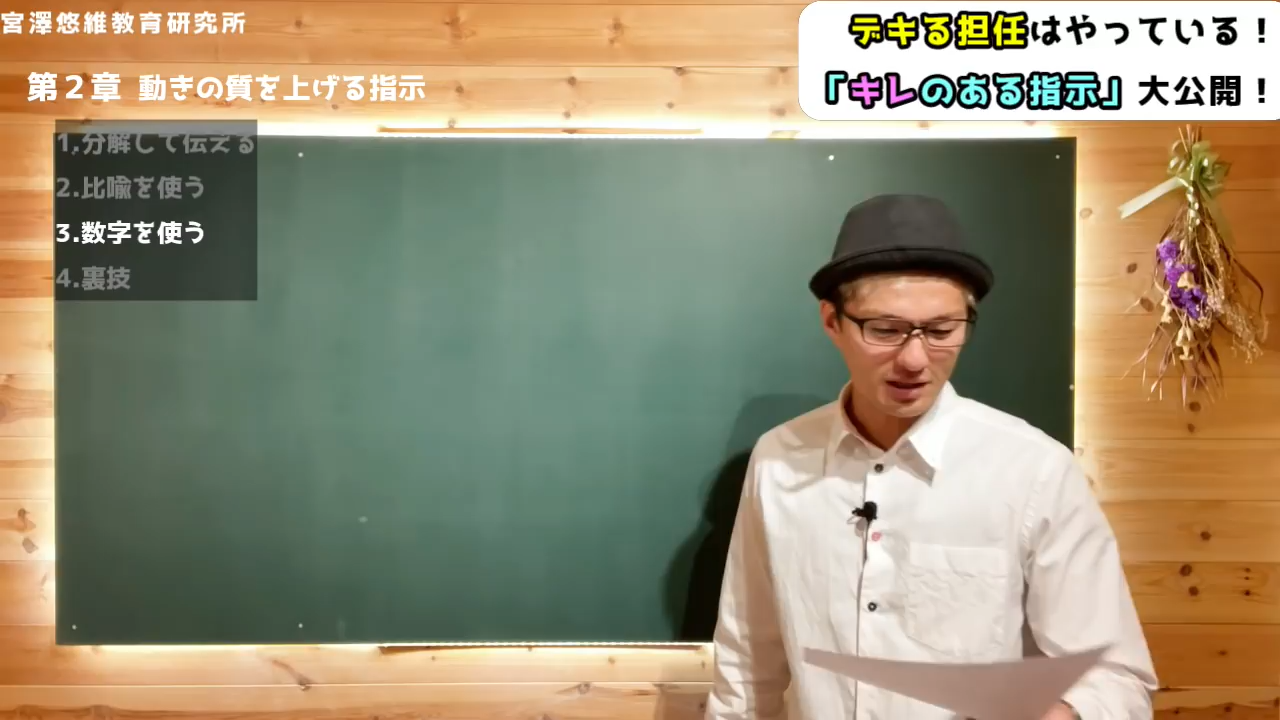 宮澤悠維教育研究所
デキる担任はやっている！
「キレのある指示」大公開！
第２章 動きの質を上げる指示
1.分解して伝える
2.比喩を使う
3.数字を使う
4.裏技